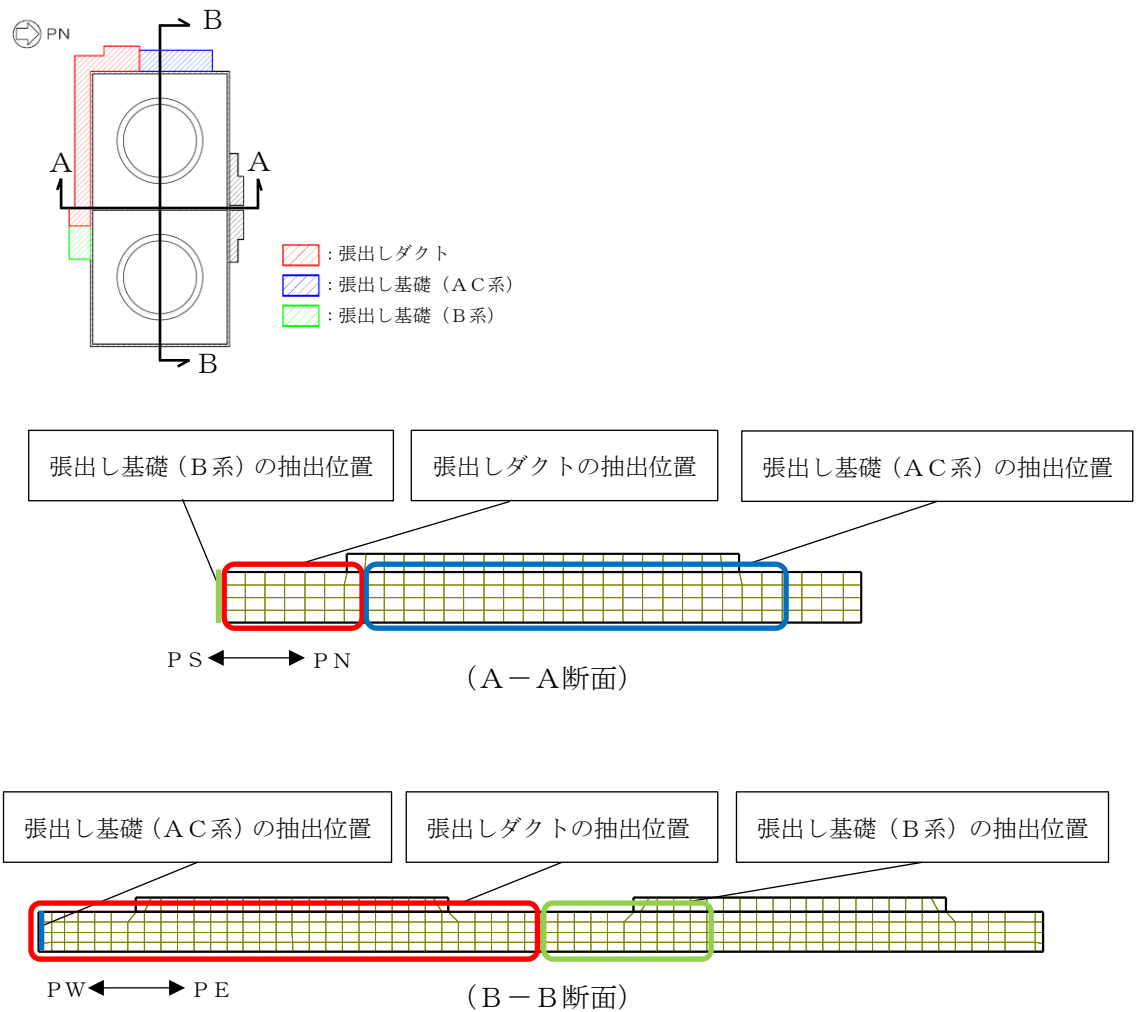 B
PN
A
A
：張出しダクト
：張出し基礎（ＡＣ系）
：張出し基礎（Ｂ系）
B
張出し基礎（Ｂ系）の抽出位置
張出しダクトの抽出位置
張出し基礎（ＡＣ系）の抽出位置
ＰＳ
ＰＮ
（Ａ－Ａ断面）
張出し基礎（ＡＣ系）の抽出位置
張出しダクトの抽出位置
張出し基礎（Ｂ系）の抽出位置
ＰＷ
ＰＥ
（Ｂ－Ｂ断面）